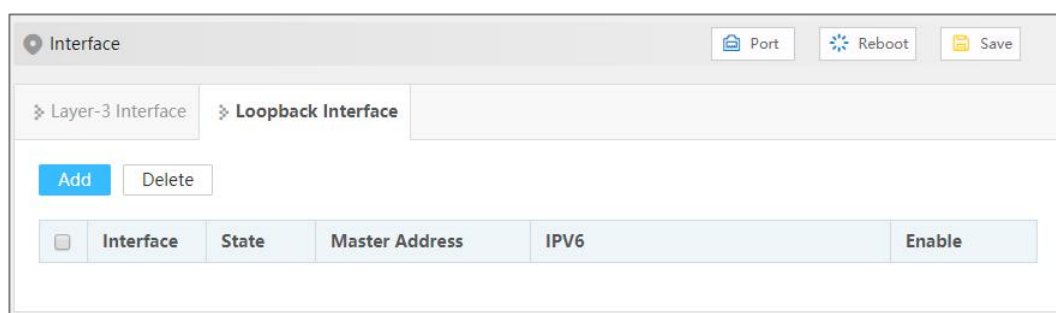 Interface Port Reboot Save
Layer-3 Interface Loopback Interface
Add Delete
Interface State Master Address IPV6 Enable